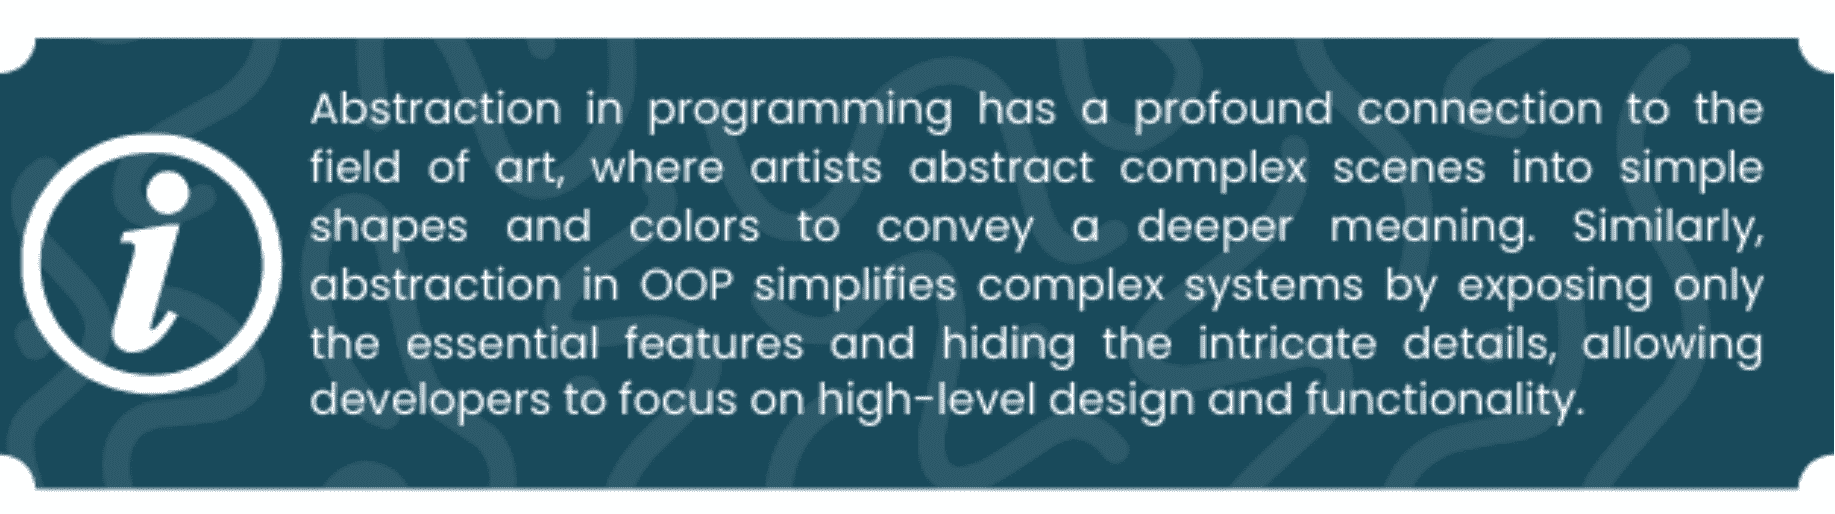 Abstraction in programming has a profound connection to the
field of art, where artists abstract complex scenes into simple
shapes and colors to convey a deeper meaning. Similarly,
abstraction in OOP simplifies complex systems by exposing only
the essential features and hiding the intricate details, allowing
developers to focus on high-level design and functionality.